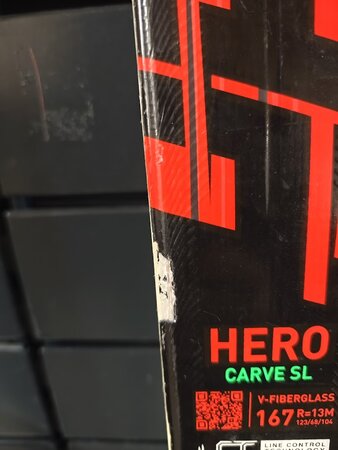 HERO
CARVE SL
V-FIBERGLASS
167 R=13M
123/68/104
LINE CONTROL
TECHNOLOGY